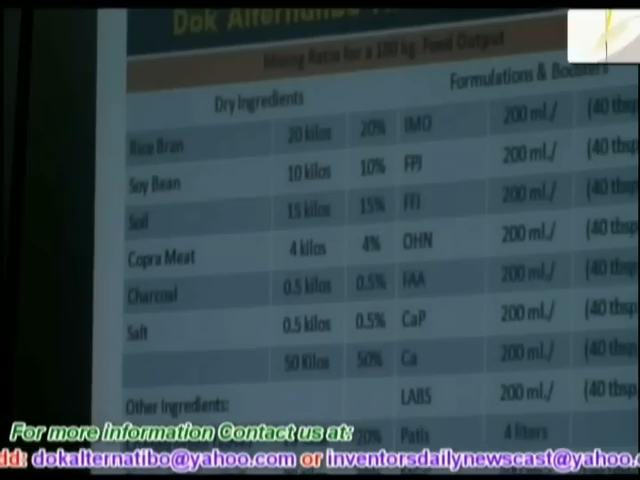 Dok Alternatibo
Mixing Ratio for a 100 kg. Feed Output
Dry Ingredients Formulations & Boosters
Rice Bran 20 kilos 20% IMO 200 ml./ (40 tbsp
Soy Bean 10 kilos 10% FPJ 200 ml./ (40 tbsp
Soil 15 kilos 15% FFJ 200 ml./ (40 tbsp
Copra Meat 4 kilos 4% OHN 200 ml./ (40 tbsp
Charcoal 0.5 kilos 0.5% FAA 200 ml./ (40 tbsp
Salt 0.5 kilos 0.5% CaP 200 ml./ (40 tbsp
50 Kilos 50% Ca 200 ml./ (40 tbsp
Other Ingredients: LABS 200 ml./ (40 tbsp
20% Patis 4 liters
For more information Contact us at:
dd: dokalternatibo@yahoo.com or inventorsdailynewscast@yahoo.